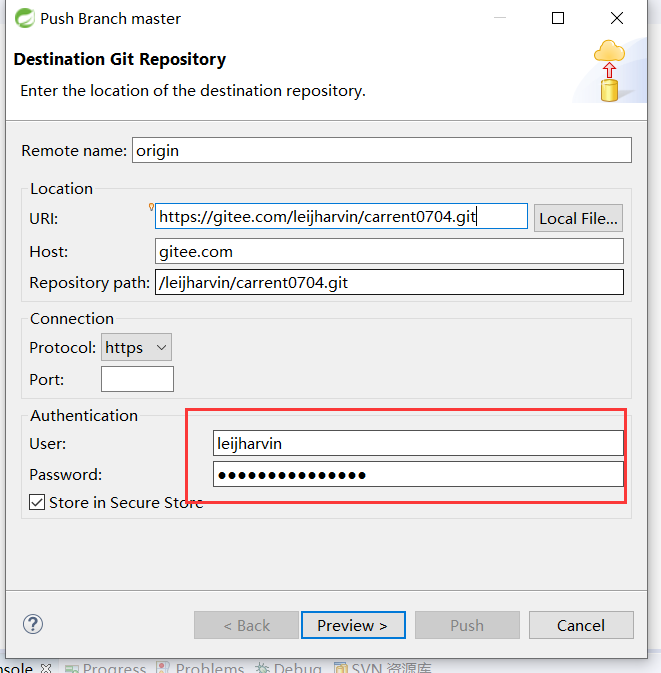 Push Branch master
Destination Git Repository
Enter the location of the destination repository.
Remote name: origin
Location
URI: https://gitee.com/leijharvin/carrent0704.git Local File...
Host: gitee.com
Repository path: /leijharvin/carrent0704.git
Connection
Protocol: https
Port:
Authentication
User: leijharvin
Password: ●●●●●●●●●●●●●●●
Store in Secure Store
? < Back Preview > Push Cancel
nsole Progress Problems Debug SVN 资源库